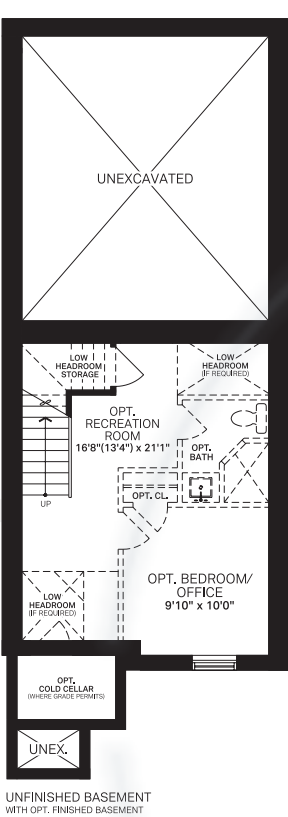 UNEXCAVATED
LOW
HEADROOM
STORAGE
LOW
HEADROOM
(IF REQUIRED)
OPT.
RECREATION
ROOM
16'8"(13'4") x 21'1"
OPT.
BATH
UP
OPT. CL.
OPT. BEDROOM/
OFFICE
9'10" x 10'0"
LOW
HEADROOM
(IF REQUIRED)
OPT.
COLD CELLAR
(WHERE GRADE PERMITS)
UNEX.
UNFINISHED BASEMENT
WITH OPT. FINISHED BASEMENT